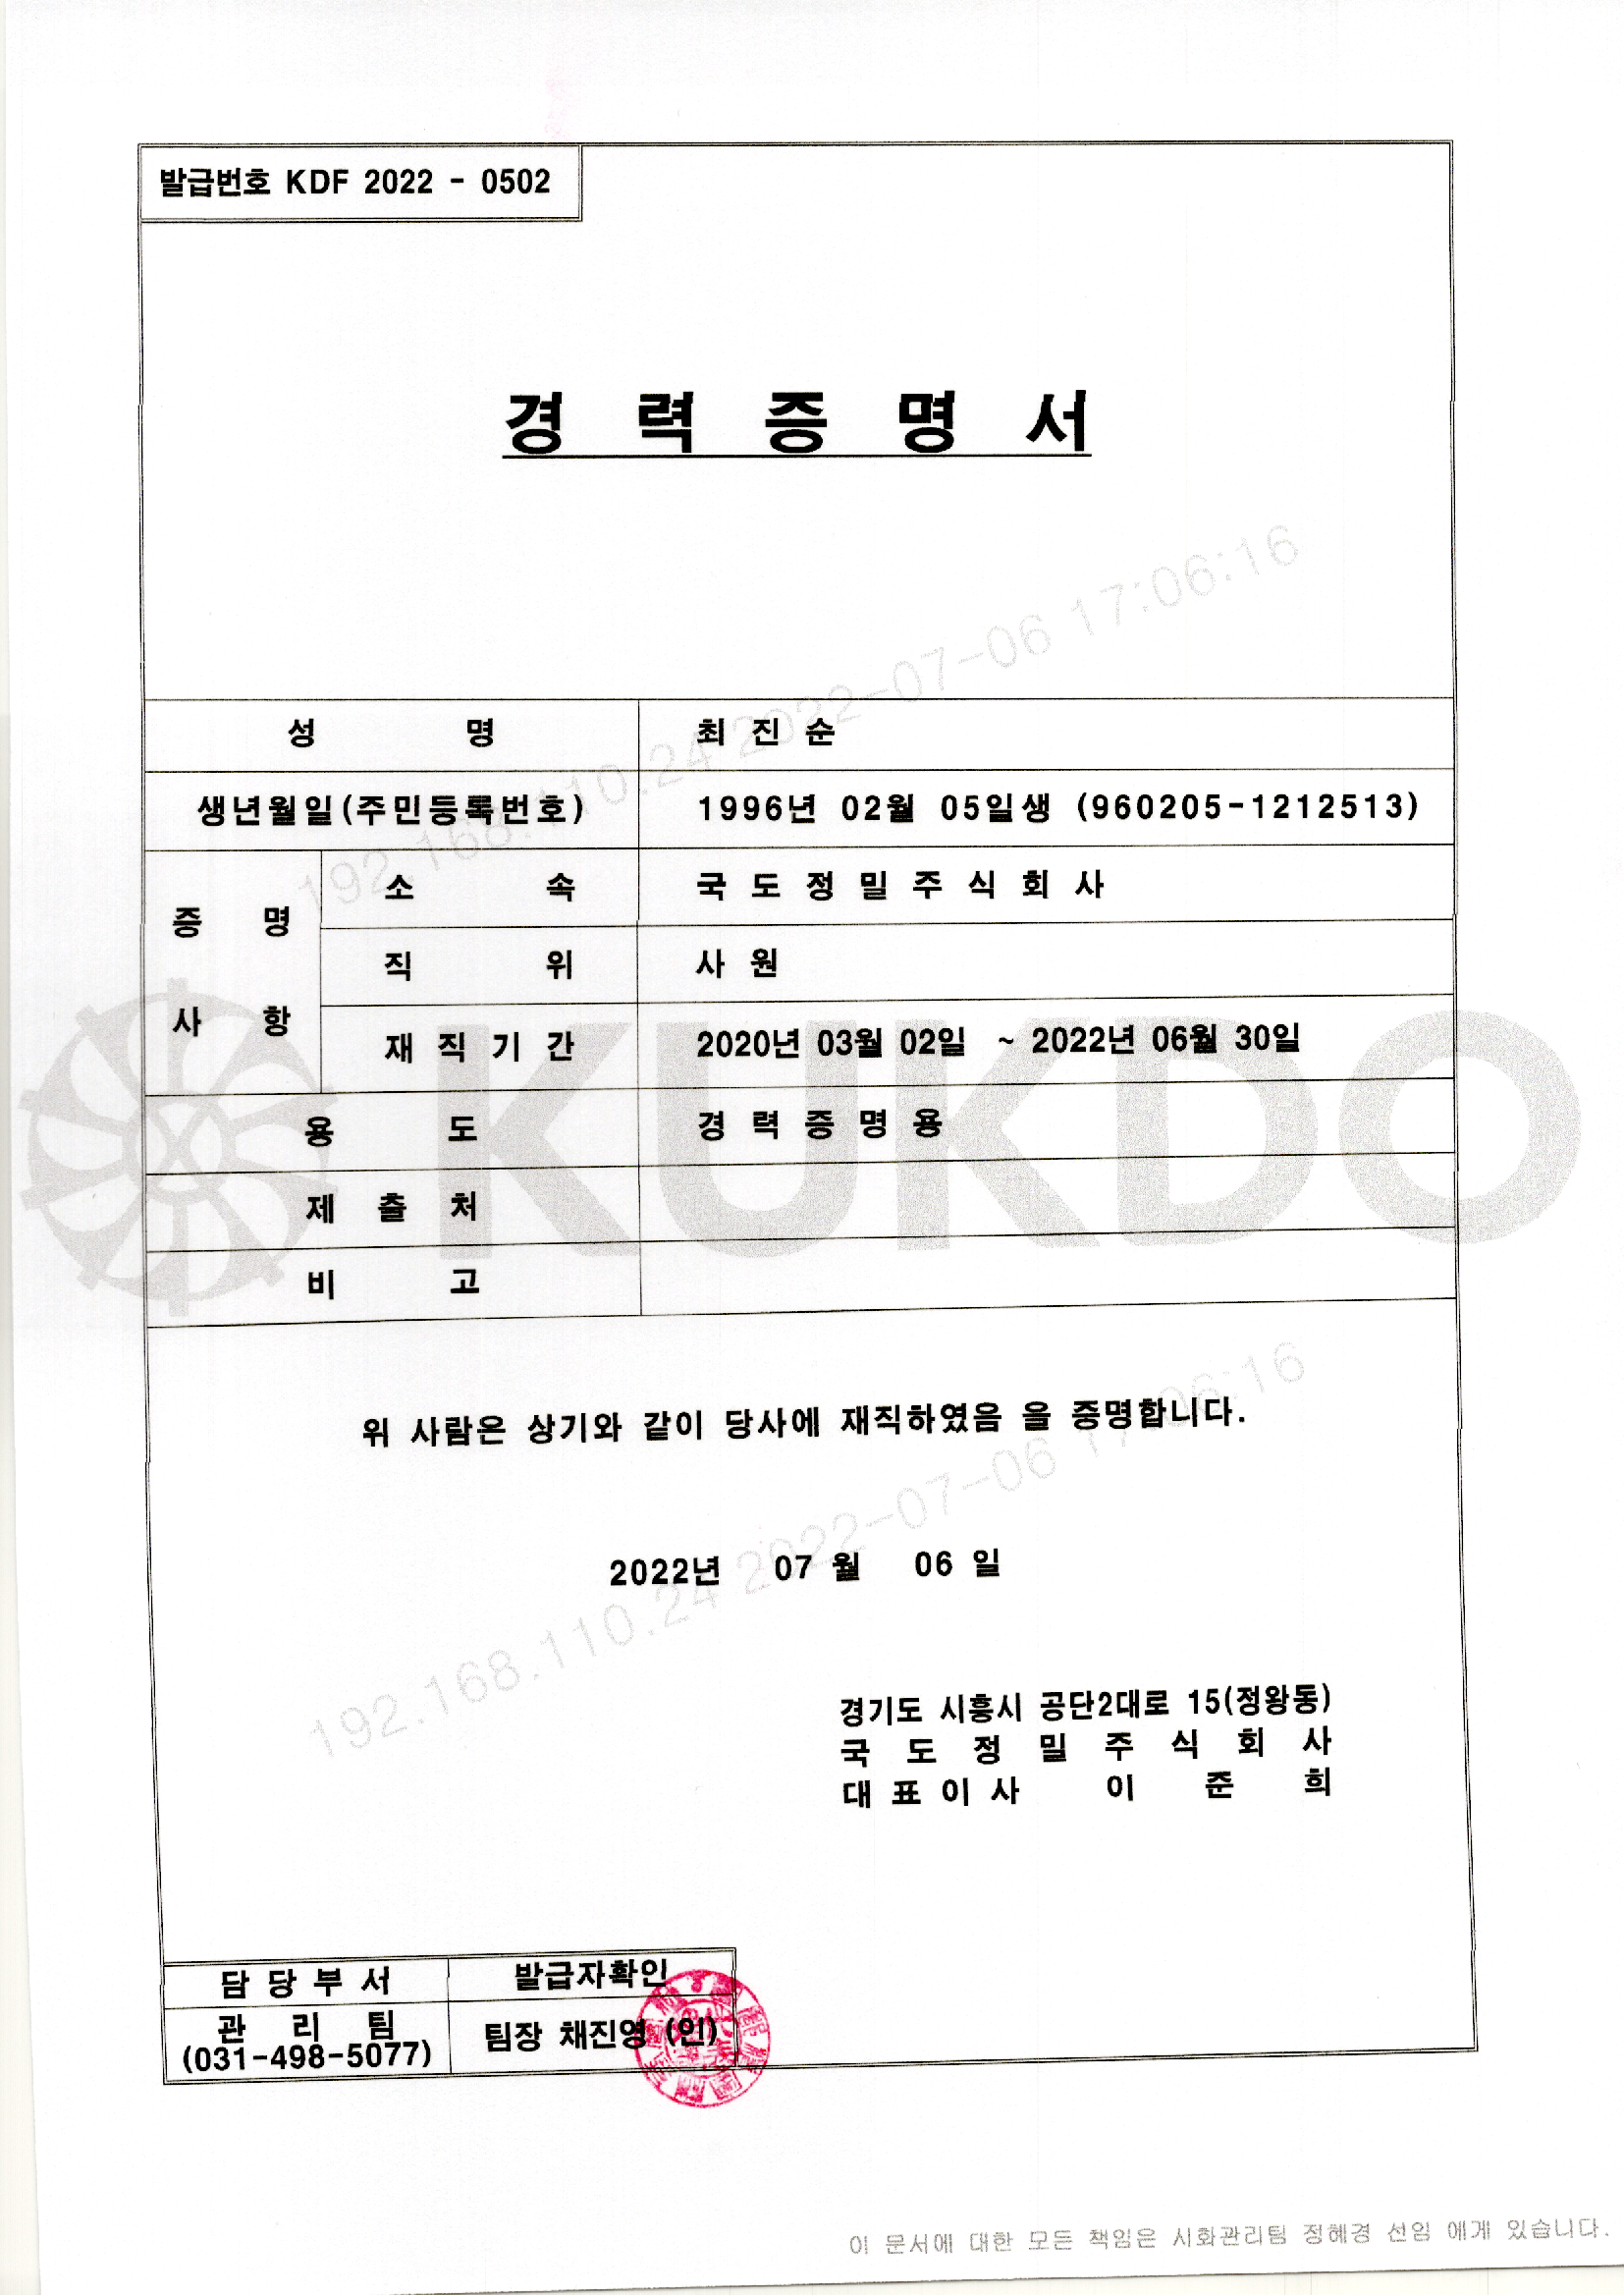 발급번호 KDF 2022 - 0502
경 력 증 명 서
192.168.110.24 2022-07-06 17:06:16
성 명 최 진 순
생년월일(주민등록번호) 1996년 02월 05일생 (960205-1212513)
증 명 사 항
소 속 국 도 정 밀 주 식 회 사
직 위 사 원
재 직 기 간 2020년 03월 02일 ~ 2022년 06월 30일
KUKDO
용 도 경 력 증 명 용
제 출 처
비 고
위 사람은 상기와 같이 당사에 재직하였음 을 증명합니다.
2022년 07 월 06 일
192.168.110.24 2022-07-06 17:06:16
경기도 시흥시 공단2대로 15(정왕동)
국 도 정 밀 주 식 회 사
대 표 이 사 이 준 희
담 당 부 서 발급자확인
관 리 팀
(031-498-5077)
팀장 채진영 (인)
이 문서에 대한 모든 책임은 시화관리팀 정혜경 선임 에게 있습니다.